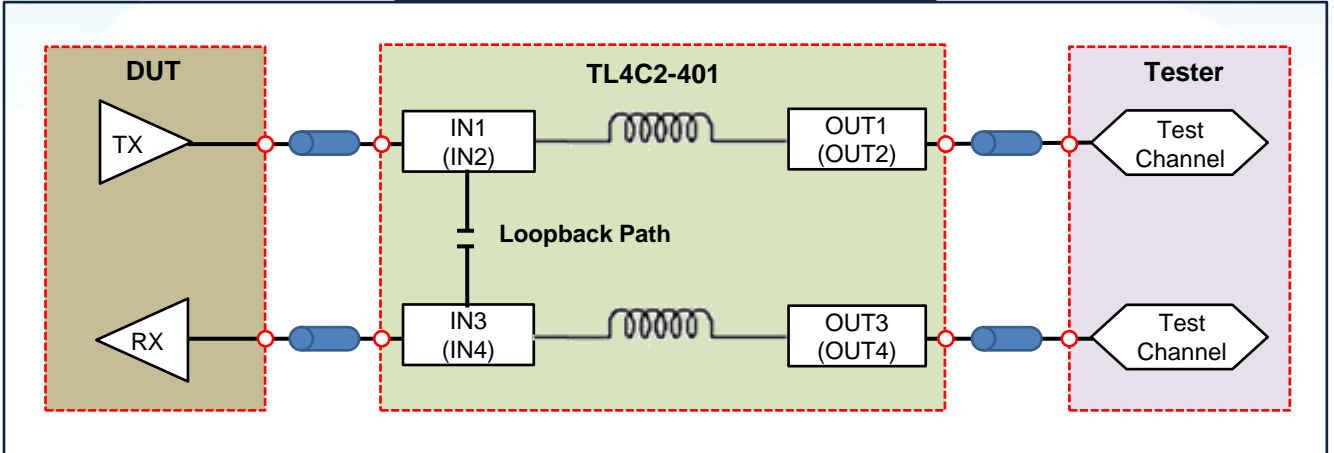 DUT
TL4C2-401
Tester
TX
IN1
(IN2)
OUT1
(OUT2)
Test
Channel
Loopback Path
RX
IN3
(IN4)
OUT3
(OUT4)
Test
Channel